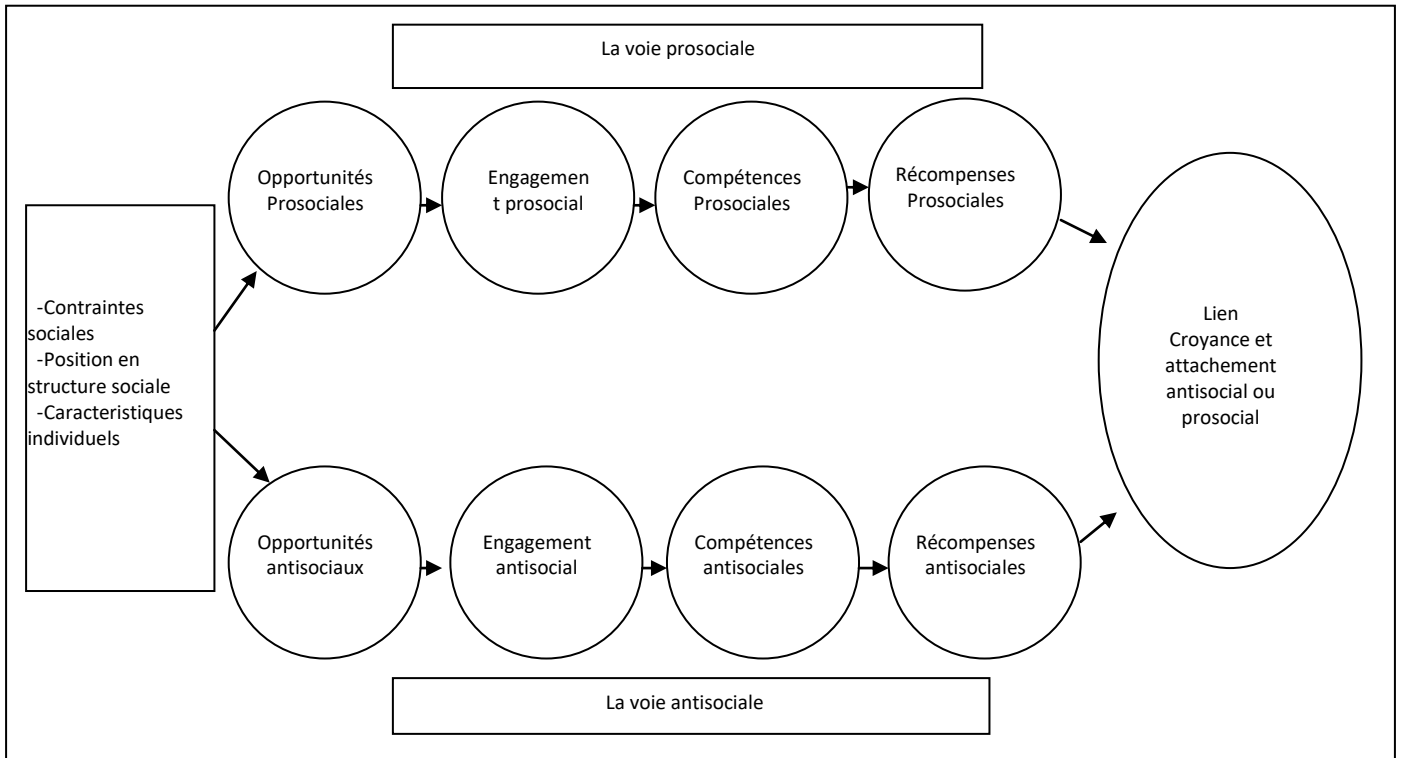 La voie prosociale
Opportunités
Prosociales
Engagemen
t prosocial
Compétences
Prosociales
Récompenses
Prosociales
-Contraintes
sociales
-Position en
structure sociale
-Caracteristiques
individuels
Lien
Croyance et
attachement
antisocial ou
prosocial
Opportunités
antisociaux
Engagement
antisocial
Compétences
antisociales
Récompenses
antisociales
La voie antisociale